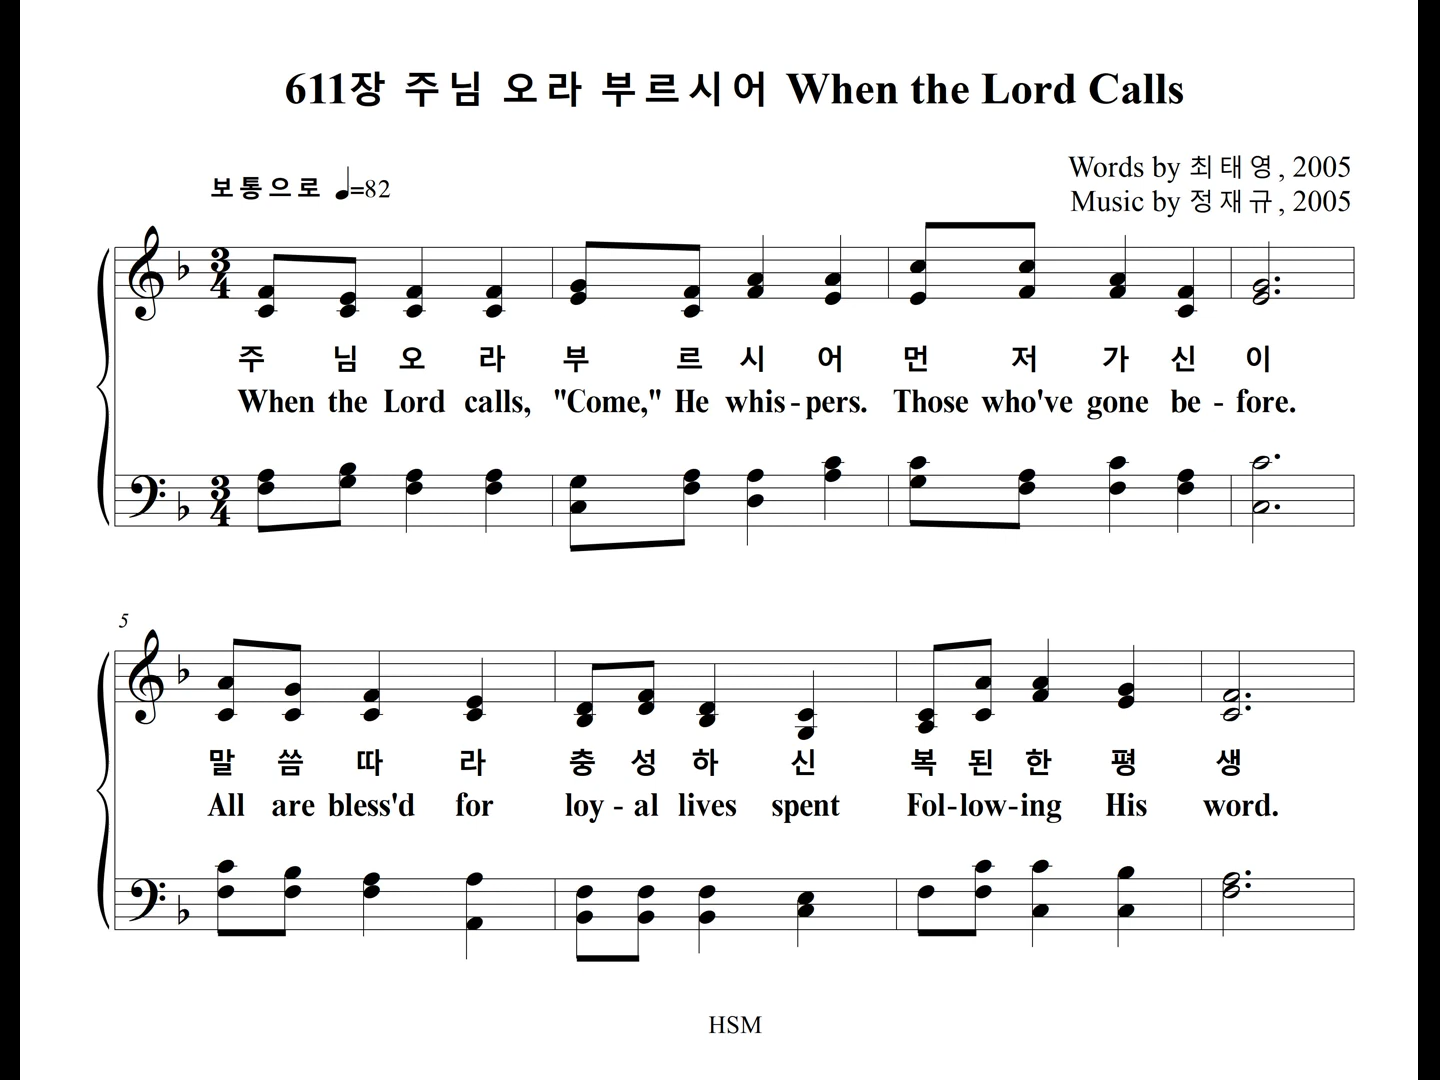 611장 주님 오라 부르시어 When the Lord Calls
Words by 최태영, 2005
보통으로 ♩=82
Music by 정재규, 2005
3 4
주 님 오 라 부 르 시 어 먼 저 가 신 이
When the Lord calls, "Come," He whis - pers. Those who've gone be - fore.
3 4
5
말 씀 따 라 충 성 하 신 복 된 한 평 생
All are bless'd for loy - al lives spent Fol - low - ing His word.
HSM